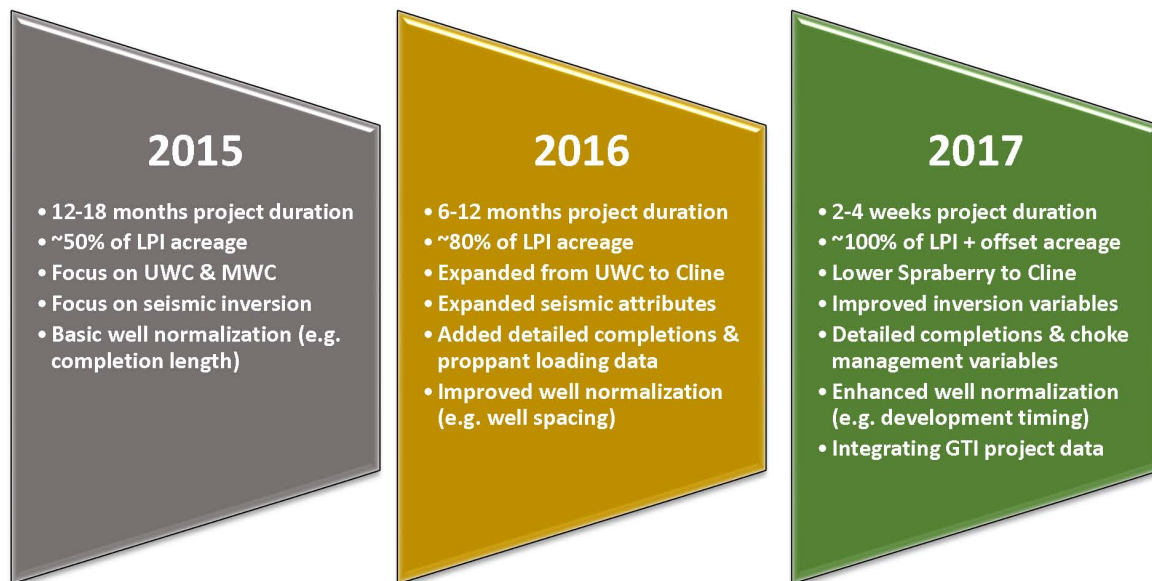 2015
• 12-18 months project duration
• ~50% of LPI acreage
• Focus on UWC & MWC
• Focus on seismic inversion
• Basic well normalization (e.g.
completion length)
2016
• 6-12 months project duration
• ~80% of LPI acreage
• Expanded from UWC to Cline
• Expanded seismic attributes
• Added detailed completions &
proppant loading data
• Improved well normalization
(e.g. well spacing)
2017
• 2-4 weeks project duration
• ~100% of LPI + offset acreage
• Lower Spraberry to Cline
• Improved inversion variables
• Detailed completions & choke
management variables
• Enhanced well normalization
(e.g. development timing)
• Integrating GTI project data